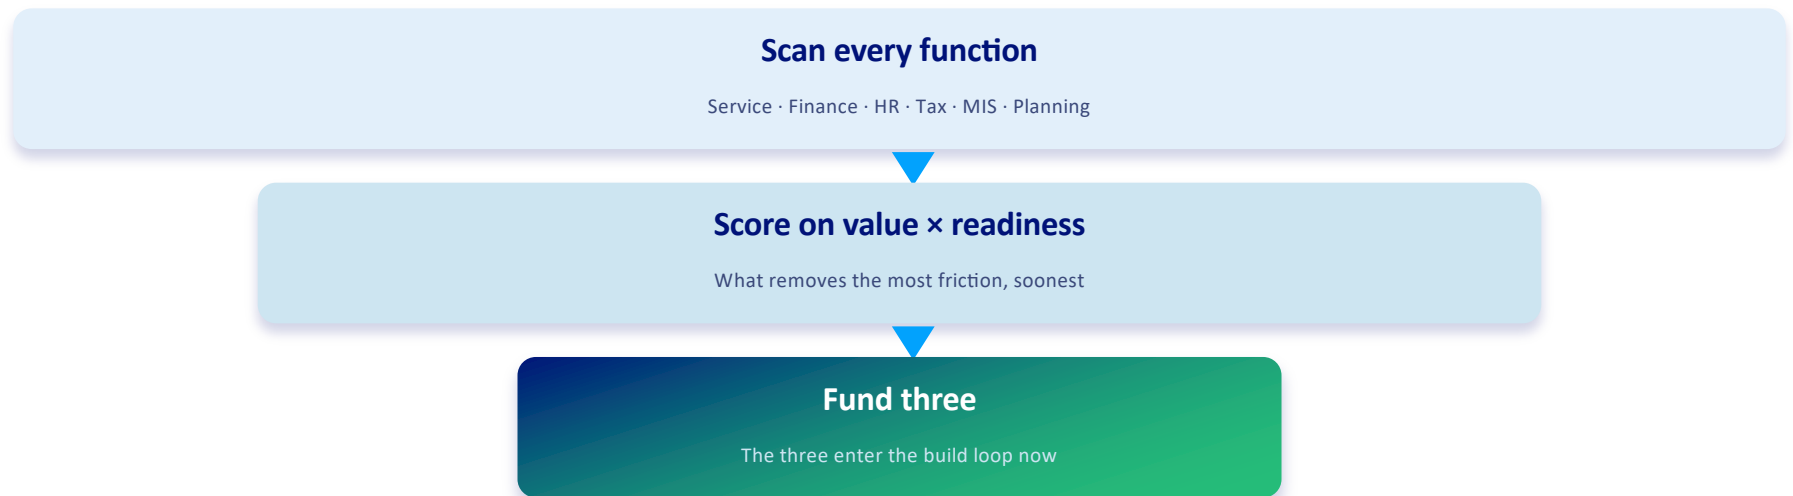 Scan every function
Service · Finance · HR · Tax · MIS · Planning
Score on value × readiness
What removes the most friction, soonest
Fund three
The three enter the build loop now